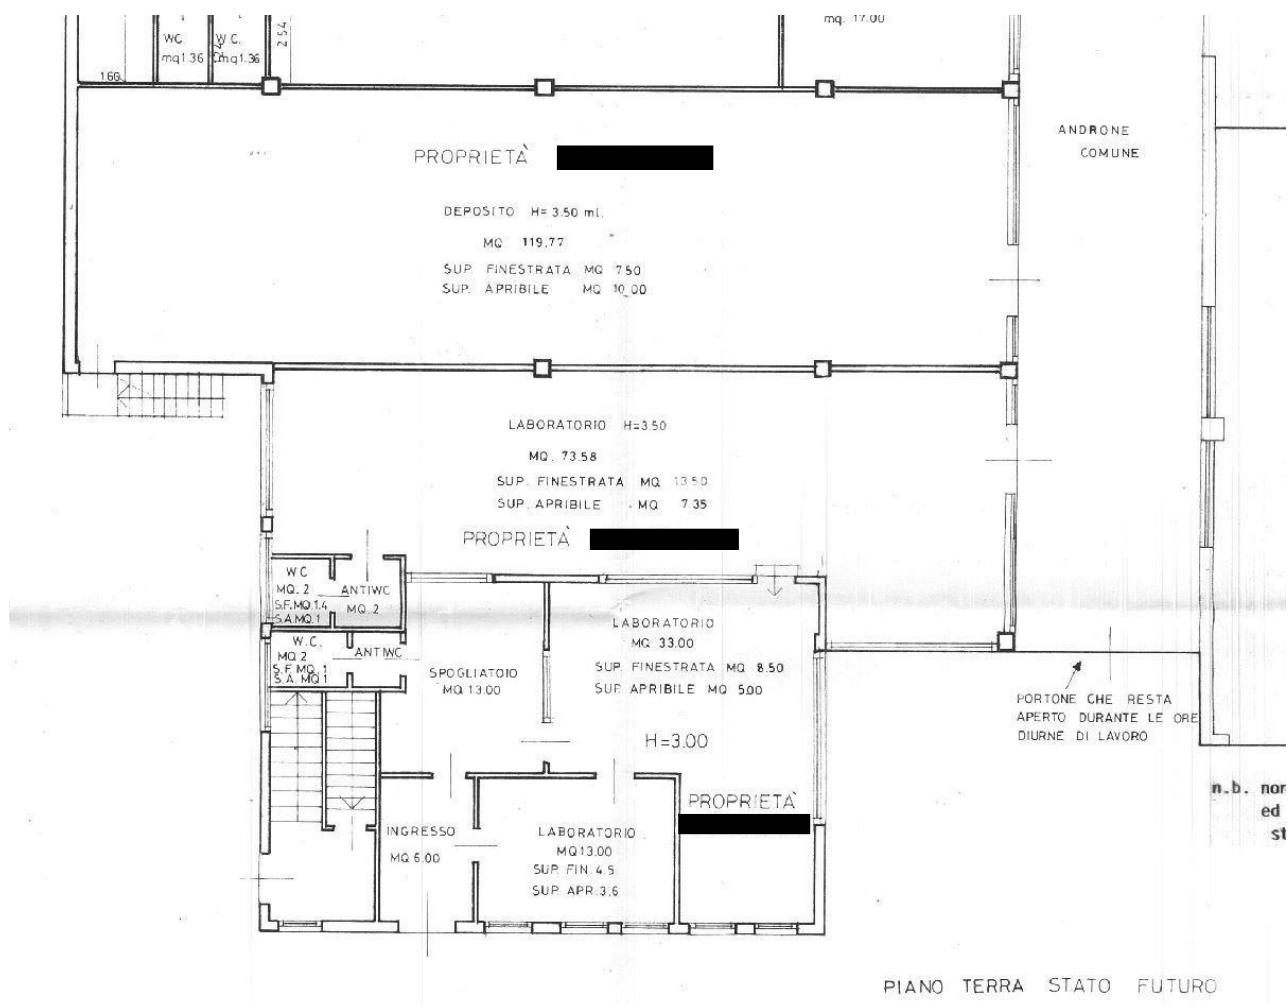 mq. 17.00
WC.
mq1.36
W C.
mq1.36
2 5 4
160
ANDRONE
COMUNE
PROPRIETÀ
DEPOSITO H= 3.50 ml.
MQ 119.77
SUP. FINESTRATA MQ 7.50
SUP. APRIBILE MQ 10.00
LABORATORIO H=3.50
MQ. 73.58
SUP. FINESTRATA MQ 13.50
SUP. APRIBILE MQ 7.35
PROPRIETÀ
WC
MQ. 2
S.F.MQ.1.4
S.A.MQ.1
ANTIWC
MQ. 2
W.C.
MQ 2
S.F.MQ.1
S.A. MQ 1
ANTIWC
SPOGLIATOIO
MQ 13.00
LABORATORIO
MQ 33.00
SUP. FINESTRATA MQ 8.50
SUP. APRIBILE MQ 5.00
H=3.00
PORTONE CHE RESTA
APERTO DURANTE LE ORE
DIURNE DI LAVORO
PROPRIETÀ
INGRESSO
MQ 6.00
LABORATORIO
MQ13.00
SUP. FIN. 4.5
SUP. APR. 3.6
n.b. non
ed
st
PIANO TERRA STATO FUTURO